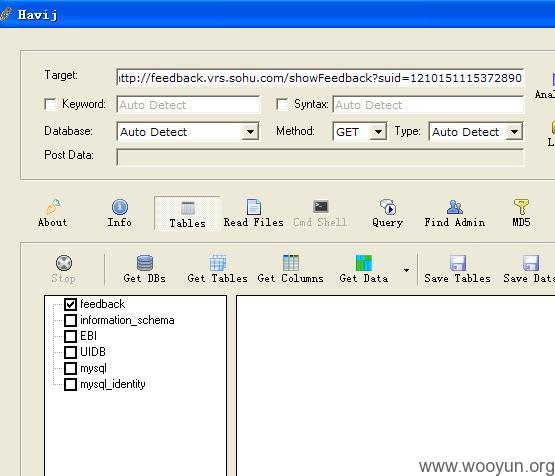 Havij
Target: http://feedback.vrs.sohu.com/showFeedback?suid=1210151115372890
Keyword: Auto Detect Syntax: Auto Detect
Database: Auto Detect Method: GET Type: Auto Detect
Post Data:
About Info Tables Read Files Cmd Shell Query Find Admin MD5
Stop Get DBs Get Tables Get Columns Get Data Save Tables Save Data
feedback
information_schema
EBI
UIDB
mysql
mysql_identity
www.wooyun.org